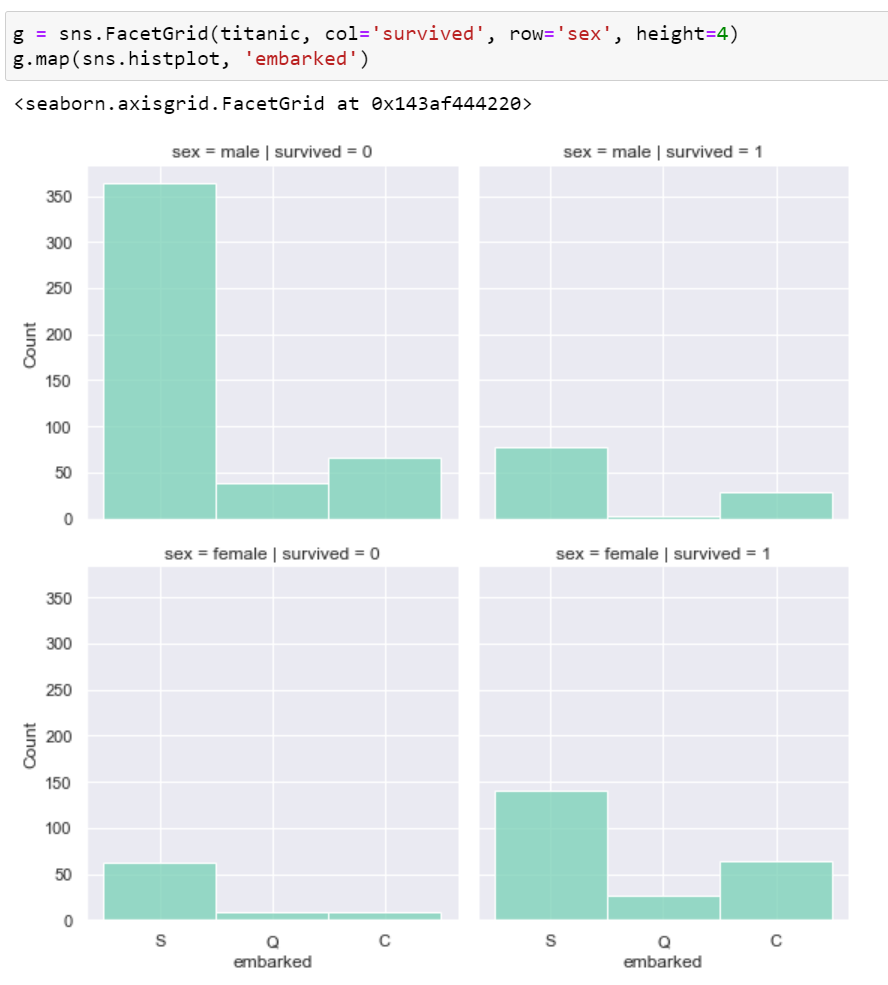 g = sns.FacetGrid(titanic, col='survived', row='sex', height=4)
g.map(sns.histplot, 'embarked')
<seaborn.axisgrid.FacetGrid at 0x143af444220>
sex = male | survived = 0
sex = male | survived = 1
350
300
250
200
150
100
50
0
Count
sex = female | survived = 0
sex = female | survived = 1
350
300
250
200
150
100
50
0
Count
S Q C
S Q C
embarked
embarked